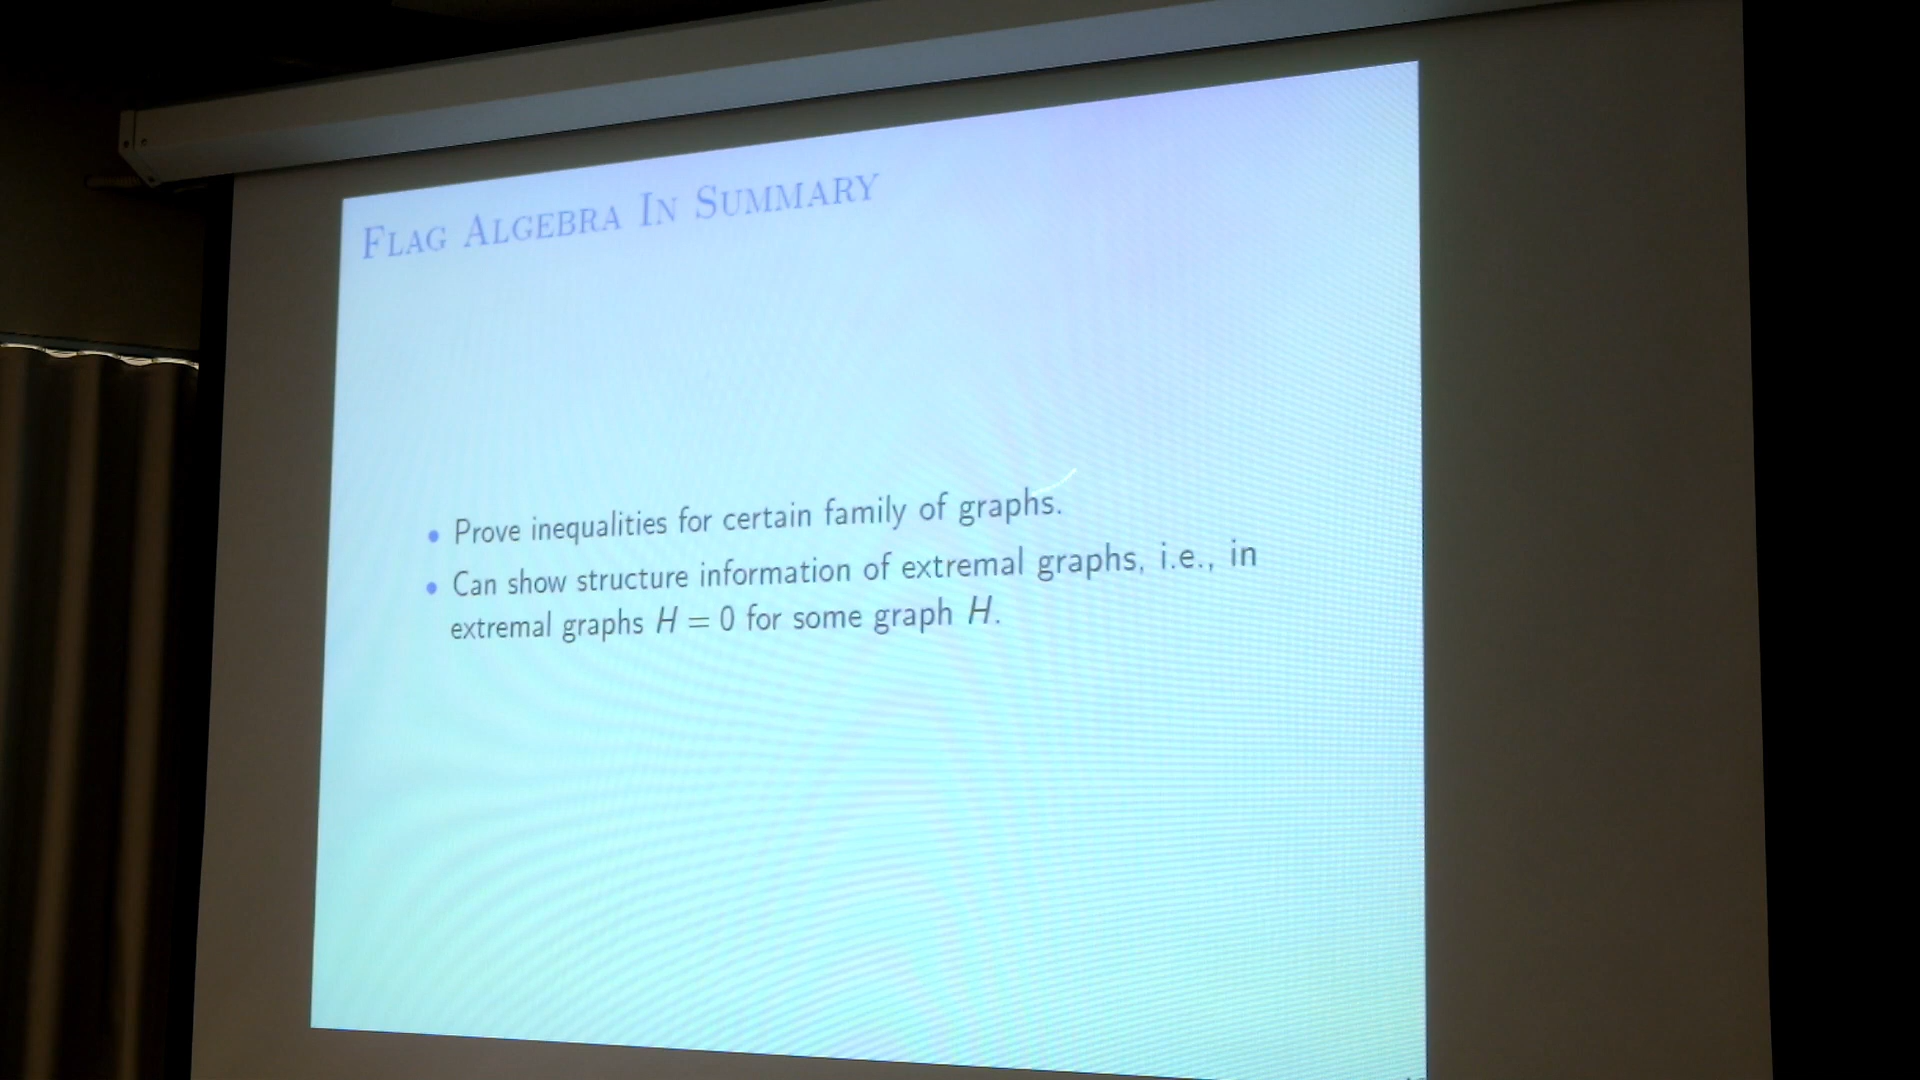 FLAG ALGEBRA IN SUMMARY
• Prove inequalities for certain family of graphs.
• Can show structure information of extremal graphs, i.e., in
extremal graphs H = 0 for some graph H.